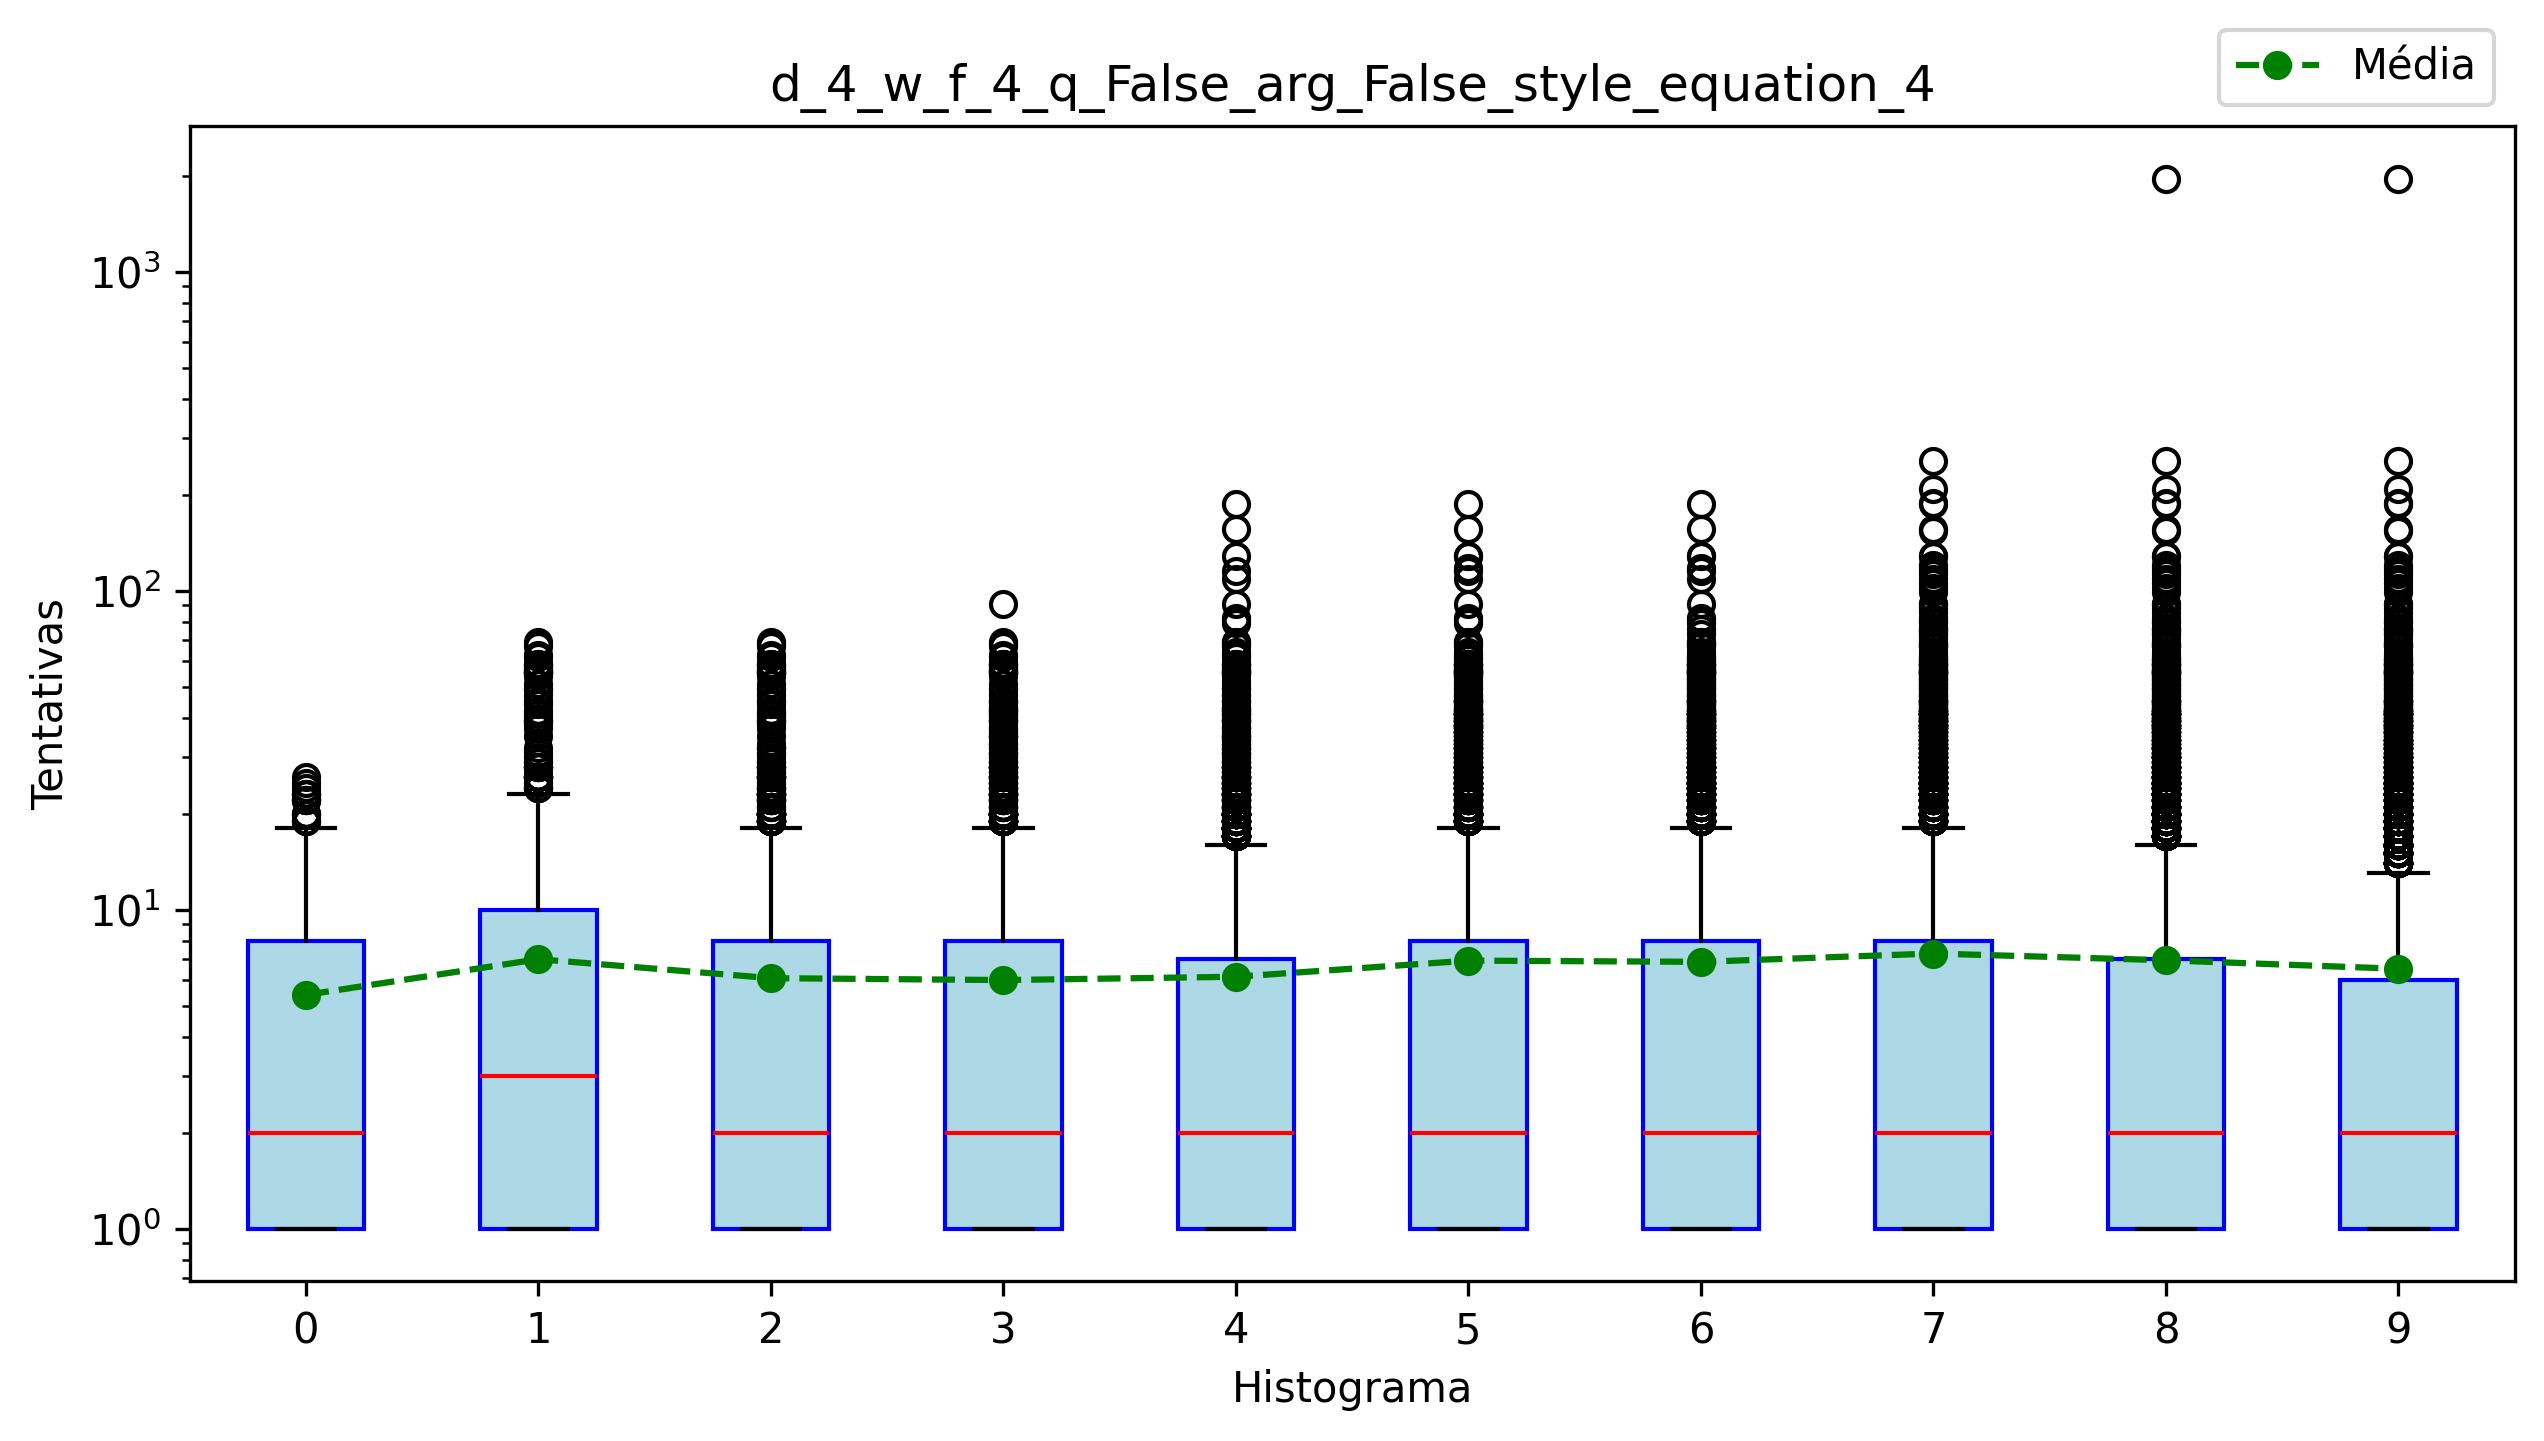 d_4_w_f_4_q_False_arg_False_style_equation_4
Média
Tentativas
10³
10²
10¹
10⁰
0 1 2 3 4 5 6 7 8 9
Histograma